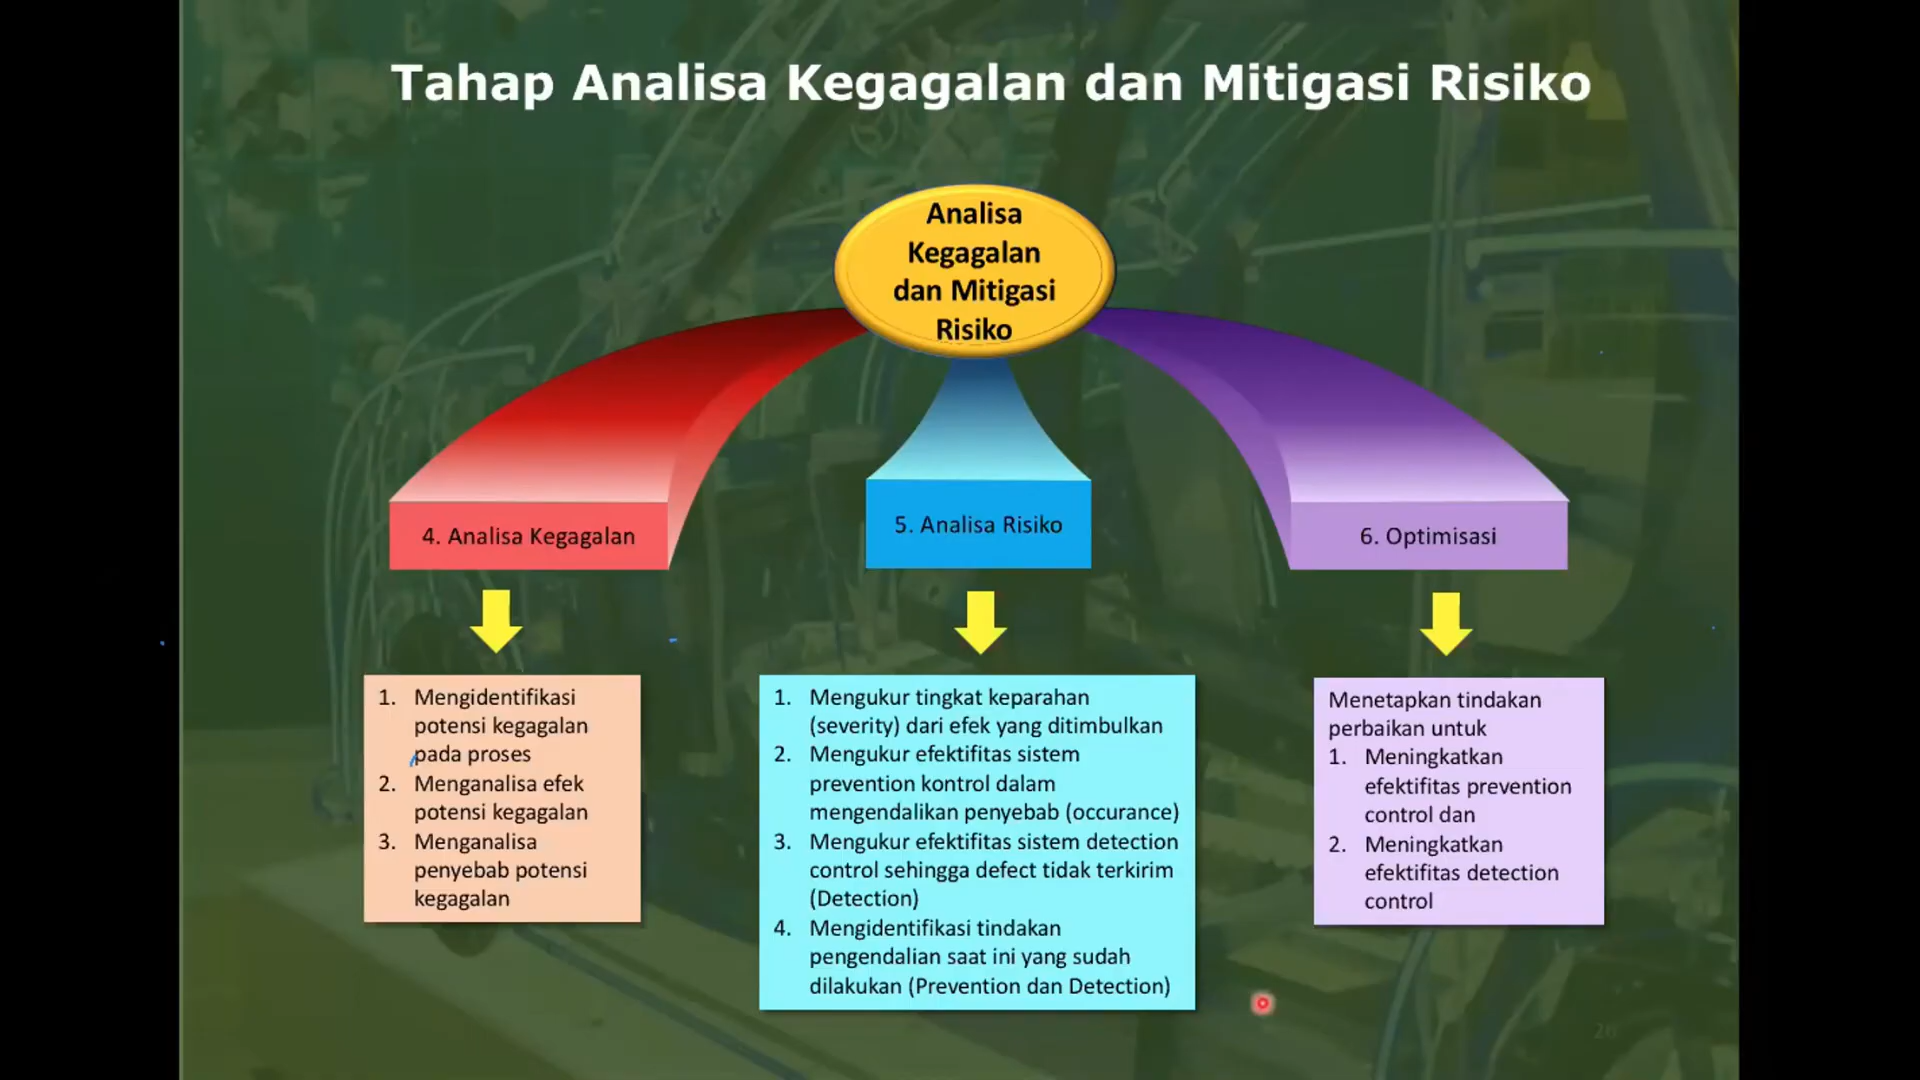 Tahap Analisa Kegagalan dan Mitigasi Risiko
Analisa
Kegagalan
dan Mitigasi
Risiko
4. Analisa Kegagalan
5. Analisa Risiko
6. Optimisasi
1. Mengidentifikasi
potensi kegagalan
pada proses
2. Menganalisa efek
potensi kegagalan
3. Menganalisa
penyebab potensi
kegagalan
1. Mengukur tingkat keparahan
(severity) dari efek yang ditimbulkan
2. Mengukur efektifitas sistem
prevention kontrol dalam
mengendalikan penyebab (occurance)
3. Mengukur efektifitas sistem detection
control sehingga defect tidak terkirim
(Detection)
4. Mengidentifikasi tindakan
pengendalian saat ini yang sudah
dilakukan (Prevention dan Detection)
Menetapkan tindakan
perbaikan untuk
1. Meningkatkan
efektifitas prevention
control dan
2. Meningkatkan
efektifitas detection
control